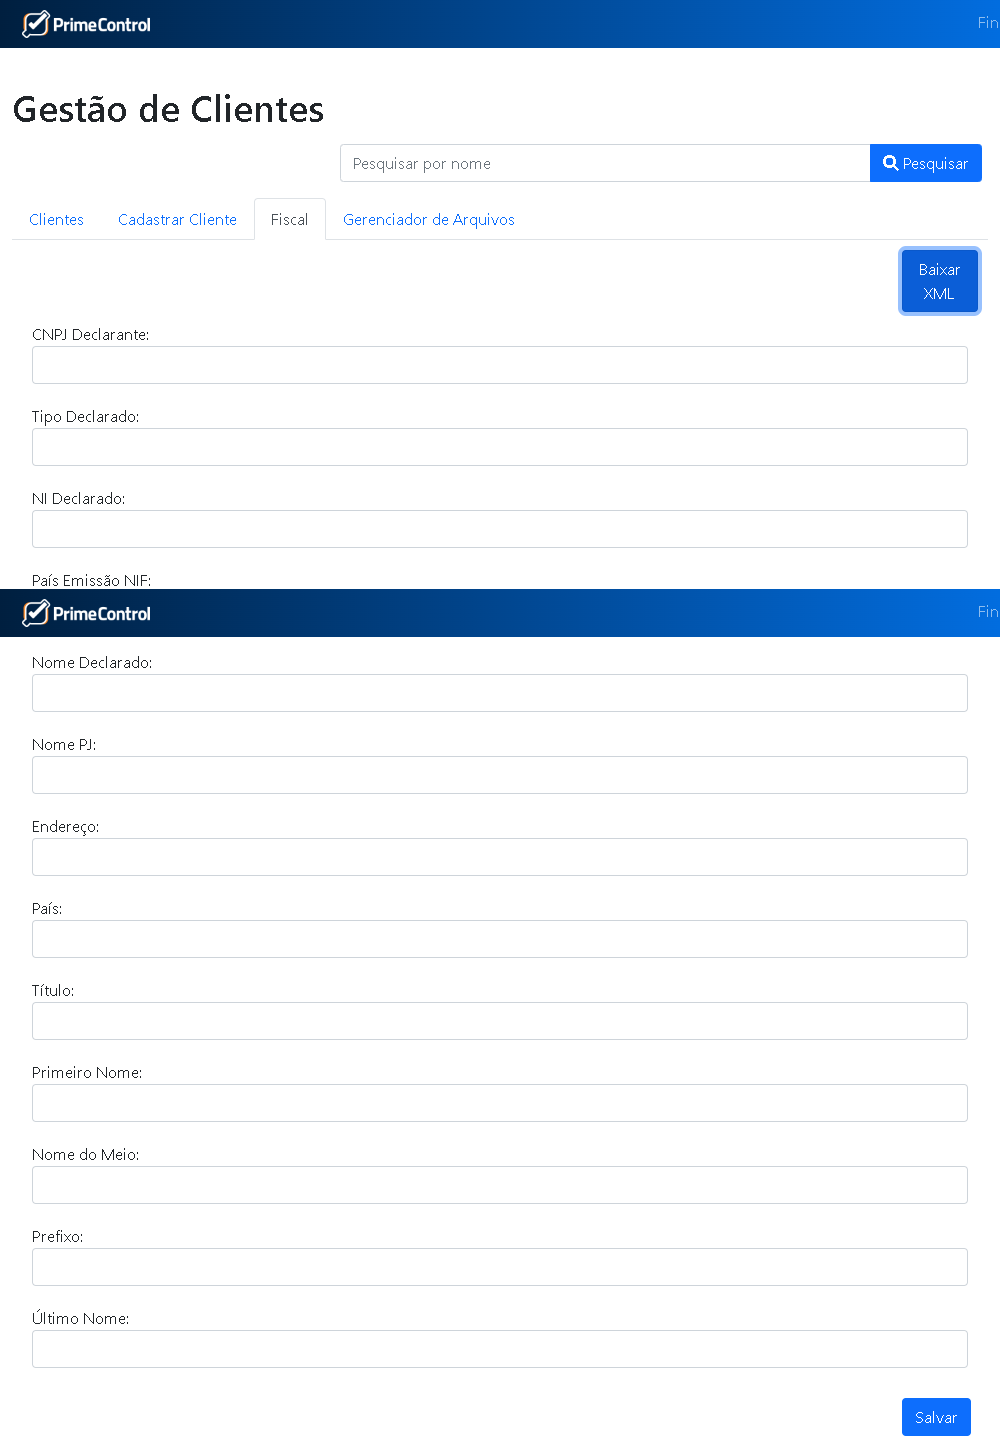 PrimeControl
Fin
Gestão de Clientes
Pesquisar por nome
Pesquisar
Clientes
Cadastrar Cliente
Fiscal
Gerenciador de Arquivos
Baixar
XML
CNPJ Declarante:
Tipo Declarado:
NI Declarado:
País Emissão NIF:
PrimeControl
Fin
Nome Declarado:
Nome PJ:
Endereço:
País:
Título:
Primeiro Nome:
Nome do Meio:
Prefixo:
Último Nome:
Salvar